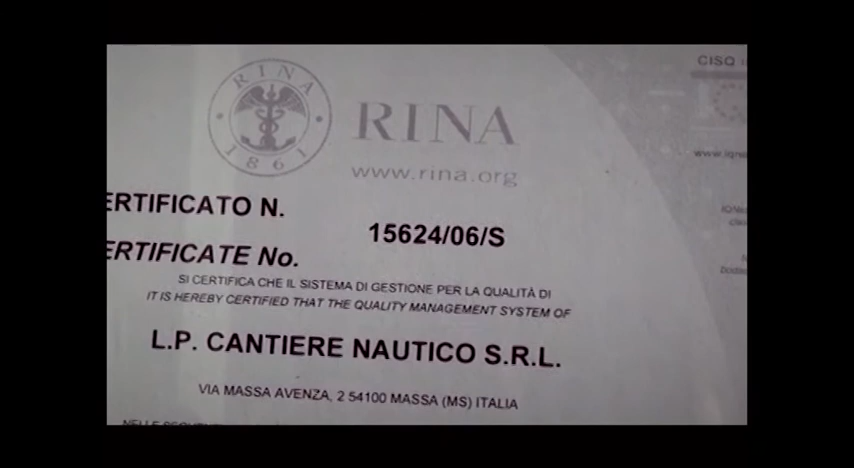 RINA
1861
RINA
www.rina.org
CISQ
ERTIFICATO N.
15624/06/S
ERTIFICATE No.
SI CERTIFICA CHE IL SISTEMA DI GESTIONE PER LA QUALITÀ DI
IT IS HEREBY CERTIFIED THAT THE QUALITY MANAGEMENT SYSTEM OF
L.P. CANTIERE NAUTICO S.R.L.
VIA MASSA AVENZA, 2 54100 MASSA (MS) ITALIA